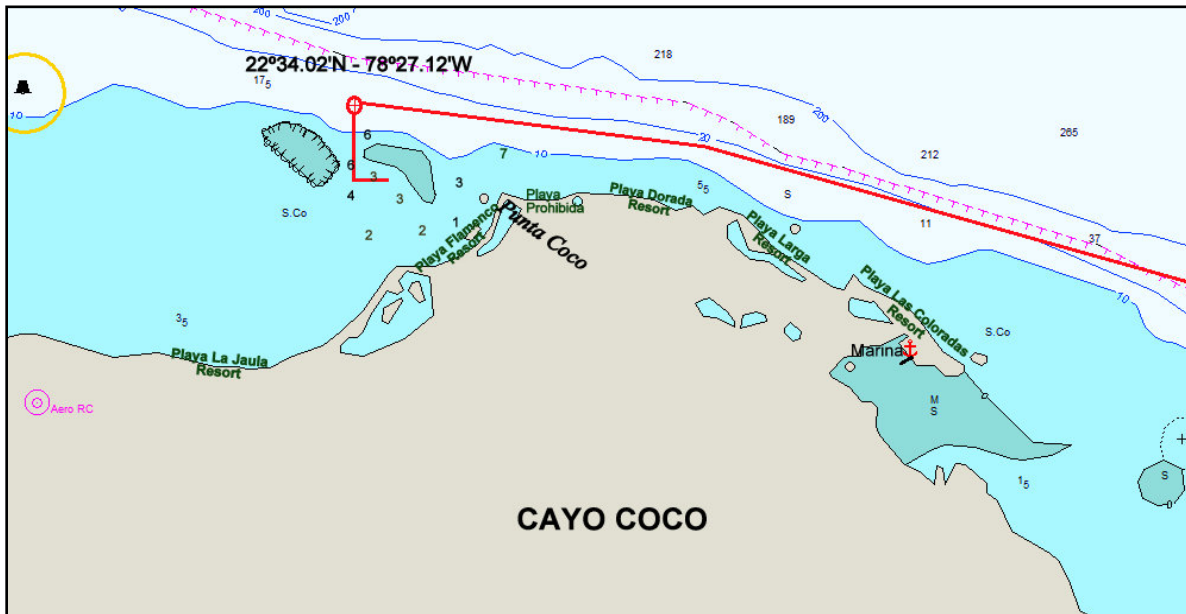 200
200
218
22º34.02'N - 78º27.12'W
17₅
10
189
200
265
6
20
212
7
10
6
3
4
3
3
5₅
S
Playa
Prohibida
Playa Dorada
Resort
S.Co
1
2
2
Playa Flamenco
Resort
Punta Coco
Playa Larga
Resort
11
37
10
Playa Las Coloradas
Resort
3₅
S.Co
Playa La Jaula
Resort
Marina
Aero RC
M
S
S
1₅
0
CAYO COCO